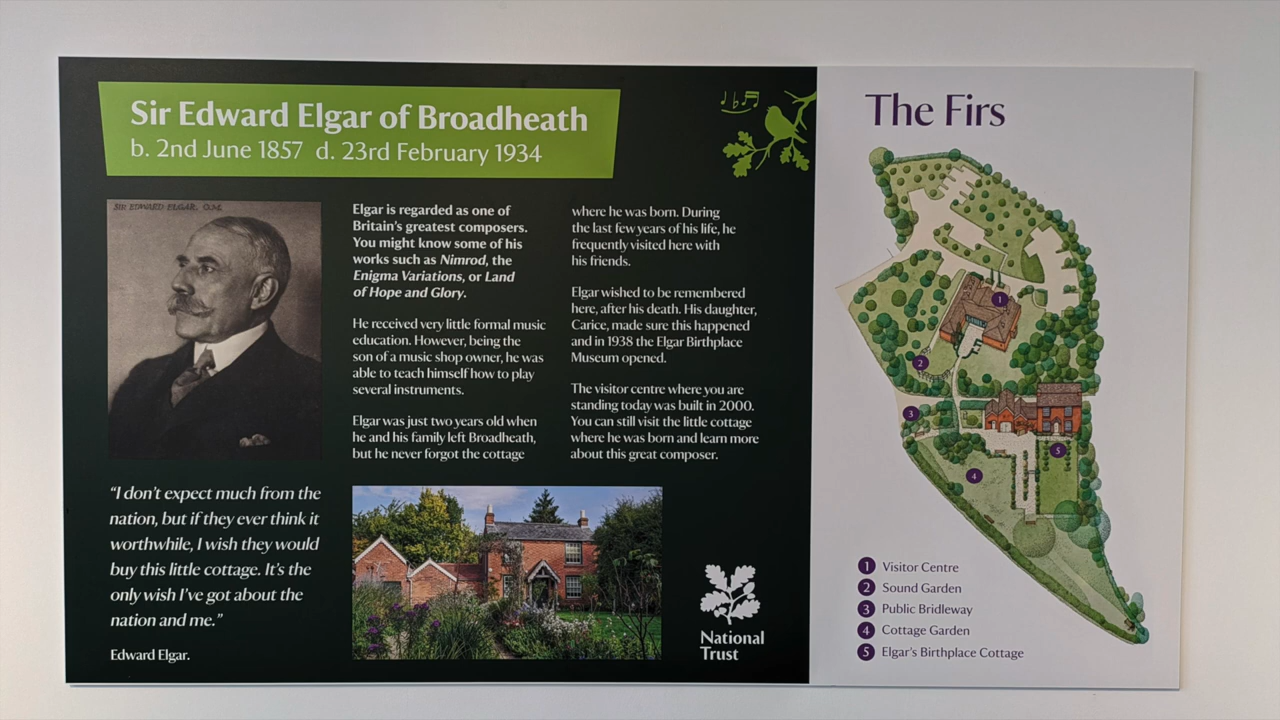 Sir Edward Elgar of Broadheath
b. 2nd June 1857 d. 23rd February 1934
SIR EDWARD ELGAR, O.M.
Elgar is regarded as one of
Britain's greatest composers.
You might know some of his
works such as Nimrod, the
Enigma Variations, or Land
of Hope and Glory.
He received very little formal music
education. However, being the
son of a music shop owner, he was
able to teach himself how to play
several instruments.
Elgar was just two years old when
he and his family left Broadheath,
but he never forgot the cottage
where he was born. During
the last few years of his life, he
frequently visited here with
his friends.
Elgar wished to be remembered
here, after his death. His daughter,
Carice, made sure this happened
and in 1938 the Elgar Birthplace
Museum opened.
The visitor centre where you are
standing today was built in 2000.
You can still visit the little cottage
where he was born and learn more
about this great composer.
“I don't expect much from the
nation, but if they ever think it
worthwhile, I wish they would
buy this little cottage. It's the
only wish I've got about the
nation and me.”
Edward Elgar.
National
Trust
The Firs
1
2
3
4
5
1 Visitor Centre
2 Sound Garden
3 Public Bridleway
4 Cottage Garden
5 Elgar's Birthplace Cottage